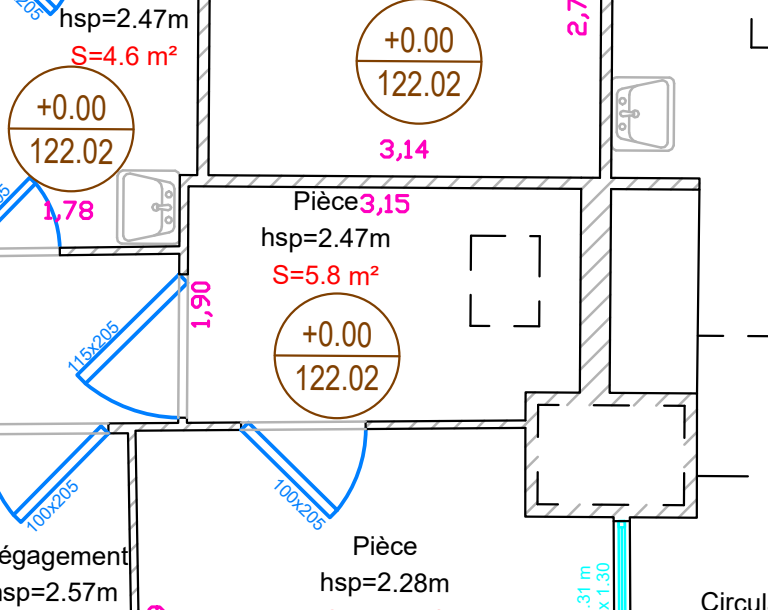 hsp=2.47m
S=4.6 m²
+0.00
122.02
1,78
+0.00
122.02
3,14
Pièce
3,15
hsp=2.47m
S=5.8 m²
1,90
+0.00
122.02
115x205
100x205
100x205
égagement
sp=2.57m
Pièce
hsp=2.28m
.31 m
x 1.30
Circul